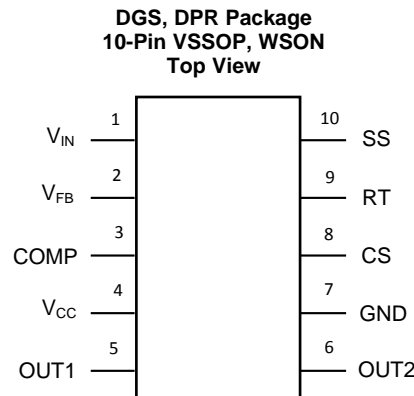 DGS, DPR Package
10-Pin VSSOP, WSON
Top View
1
10
VIN
SS
2
9
VFB
RT
3
8
COMP
CS
4
7
VCC
GND
5
6
OUT1
OUT2